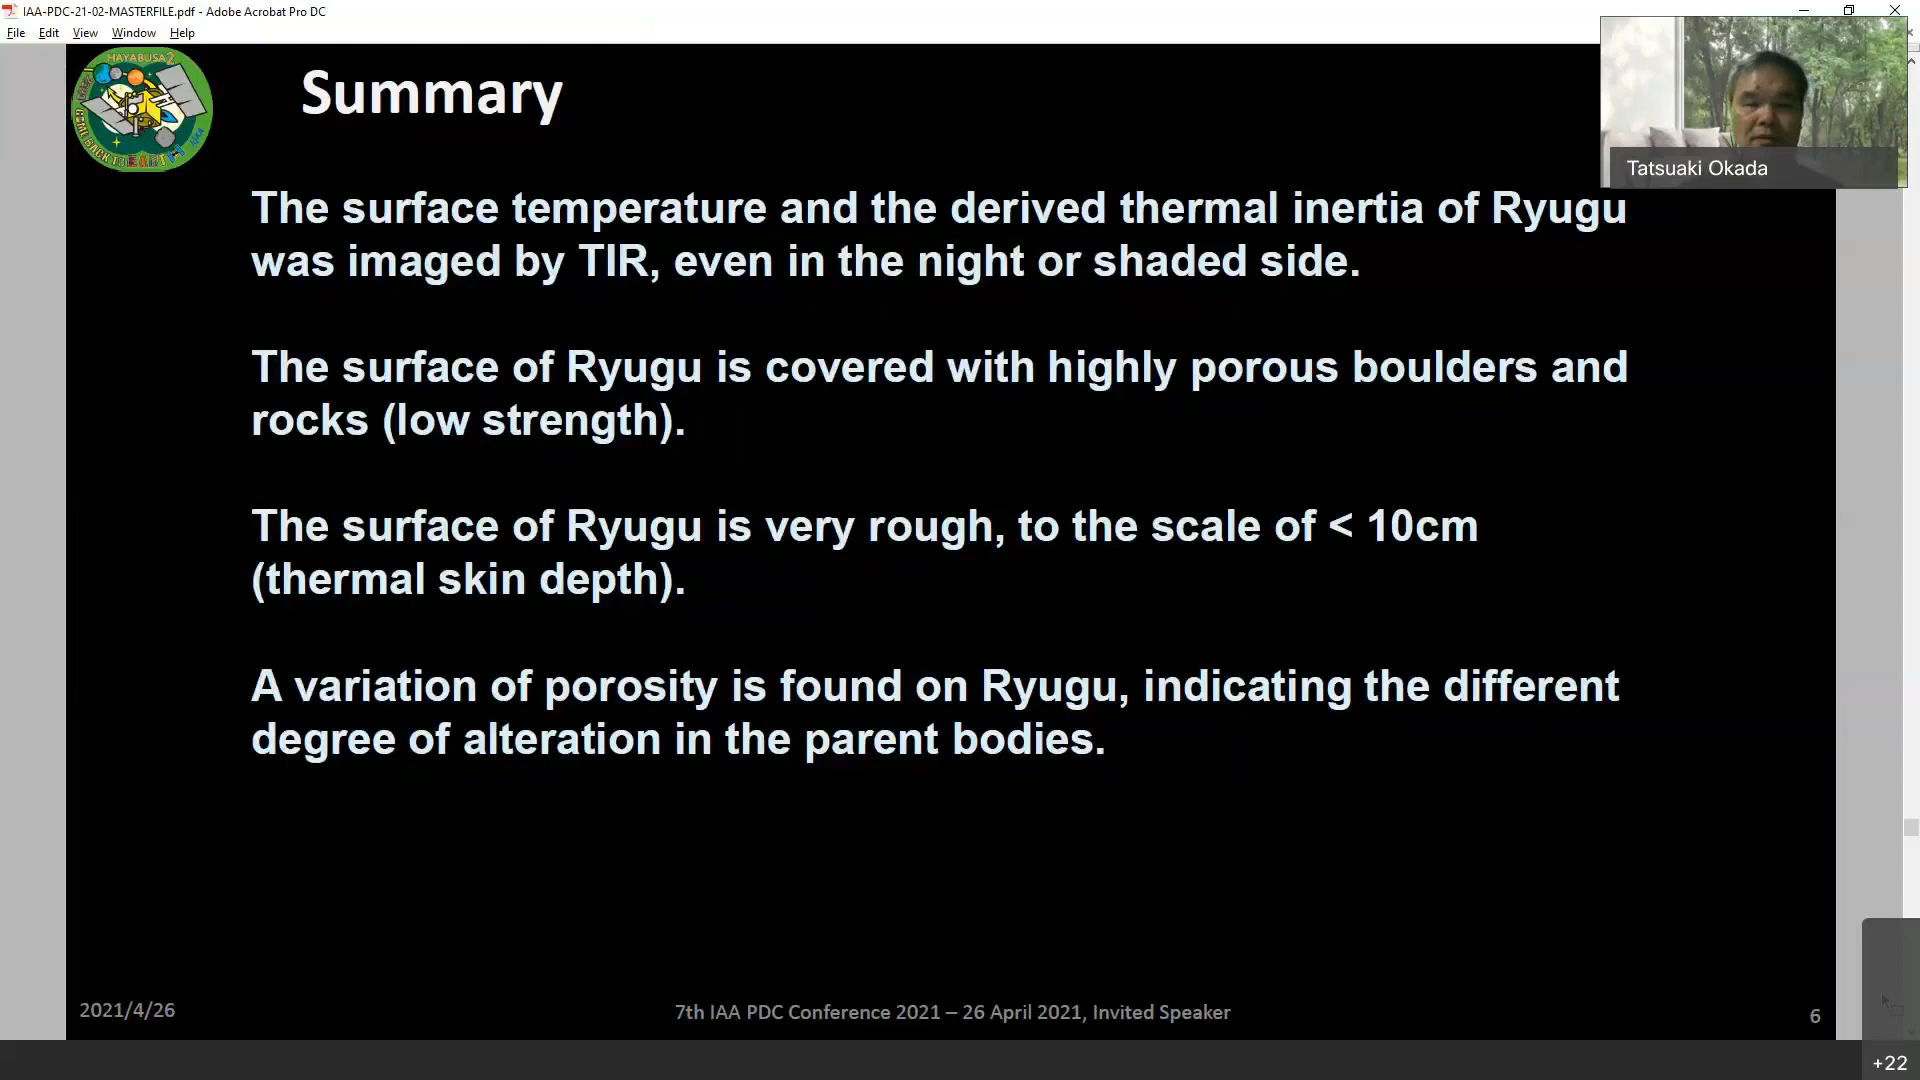 IAA-PDC-21-02-MASTERFILE.pdf - Adobe Acrobat Pro DC
File Edit View Window Help
HAYABUSA2
Summary
Tatsuaki Okada
The surface temperature and the derived thermal inertia of Ryugu
was imaged by TIR, even in the night or shaded side.
The surface of Ryugu is covered with highly porous boulders and
rocks (low strength).
The surface of Ryugu is very rough, to the scale of < 10cm
(thermal skin depth).
A variation of porosity is found on Ryugu, indicating the different
degree of alteration in the parent bodies.
2021/4/26
7th IAA PDC Conference 2021 – 26 April 2021, Invited Speaker
6
+22